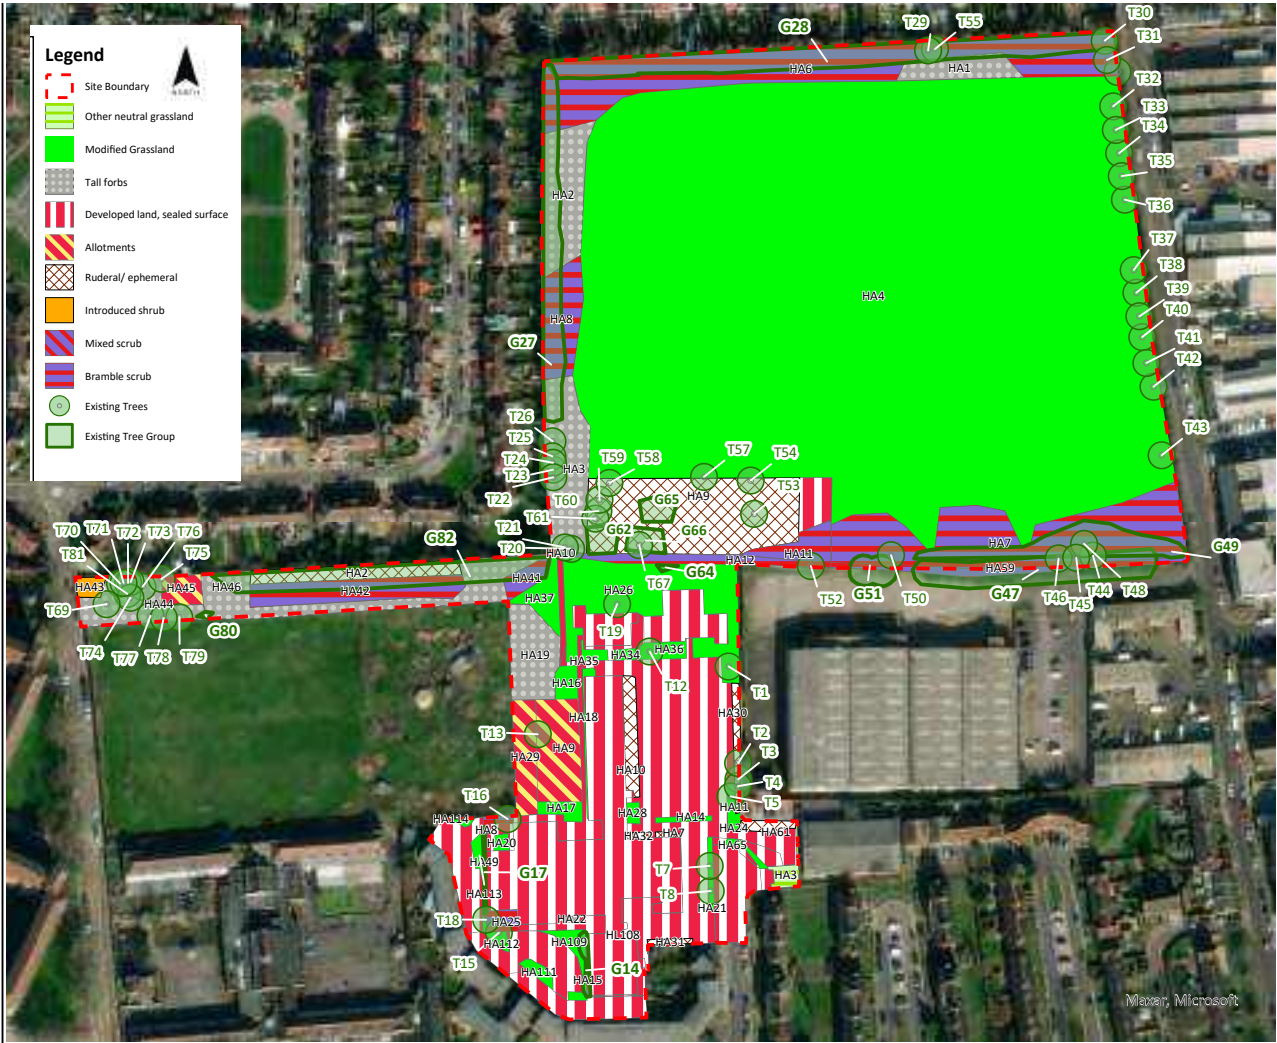 Legend
NORTH
Site Boundary
Other neutral grassland
Modified Grassland
Tall forbs
Developed land, sealed surface
Allotments
Ruderal/ ephemeral
Introduced shrub
Mixed scrub
Bramble scrub
Existing Trees
Existing Tree Group
G28
T29
T55
T30
T31
HA6
HA1
T32
T33
T34
T35
T36
HA2
T37
T38
T39
T40
T41
T42
HA4
HA8
G27
T26
T25
T24
T23
T22
HA3
T59
T58
T57
T54
T43
T60
T61
G65
HA9
T53
G62
G66
T21
T20
HA10
G82
HA12
HA11
HA7
G49
HA59
T70
T71
T72
T73
T76
T75
T81
HA43
HA45
HA46
HA2
HA42
HA41
HA37
G64
T67
HA26
T52
G51
T50
G47
T46
T45
T44
T48
T69
HA44
G80
T74
T77
T78
T79
T19
HA19
HA35
HA34
HA36
T12
T1
HA16
HA18
HA30
T13
HA9
HA29
HA10
T2
T3
T4
T5
T16
HA17
HA28
HA14
HA11
HA114
HA8
HA20
HA32
HA7
HA24
HA61
HA65
HA49
G17
T7
HA3
HA113
T8
HA21
T18
HA25
HA22
HA112
HA109
HL108
HA31
T15
HA111
HA15
G14
Maxar, Microsoft